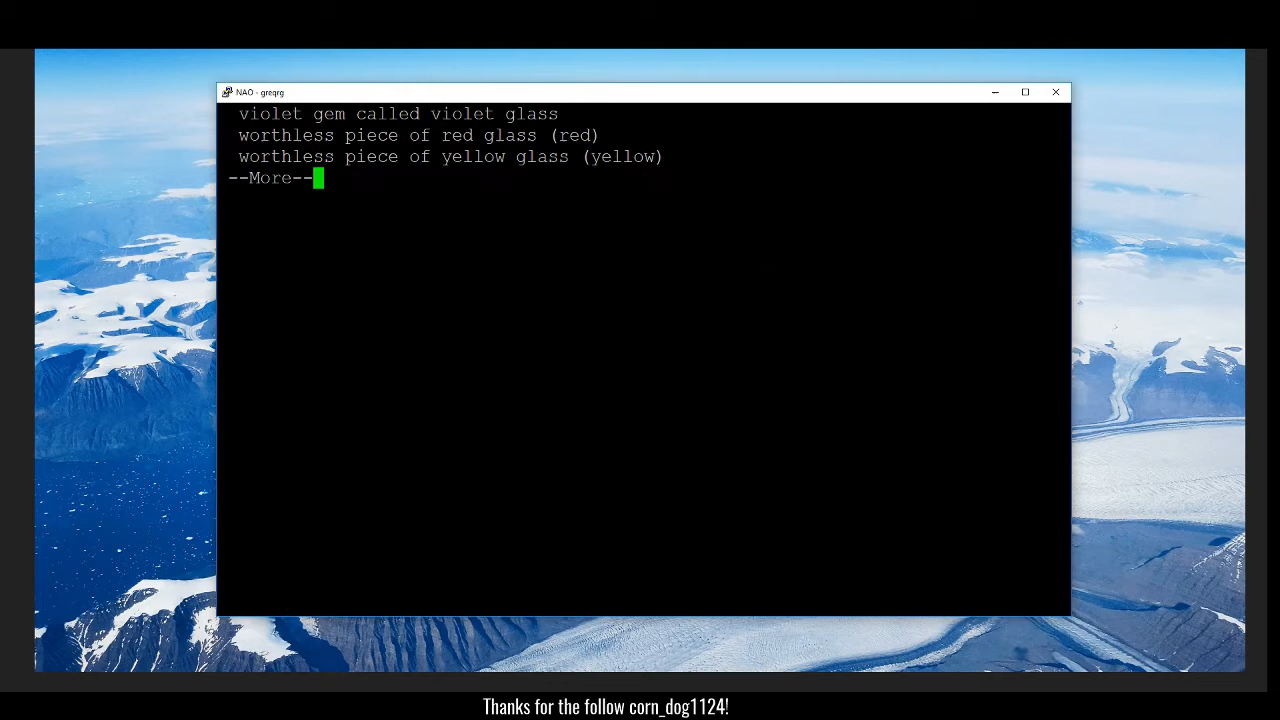 NAO - greqrg
violet gem called violet glass
worthless piece of red glass (red)
worthless piece of yellow glass (yellow)
--More--
Thanks for the follow corn_dog1124!